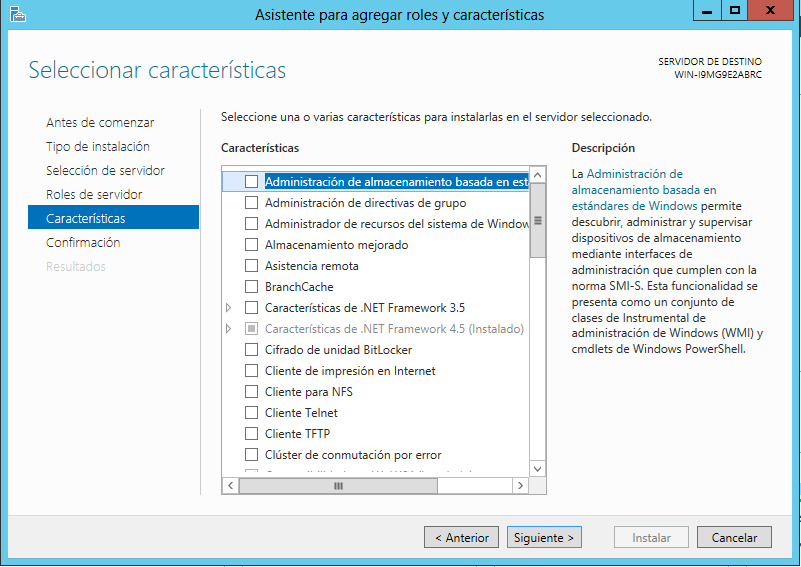 Asistente para agregar roles y características
Seleccionar características
SERVIDOR DE DESTINO
WIN-I9MG9E2ABRC
Antes de comenzar
Tipo de instalación
Selección de servidor
Roles de servidor
Características
Confirmación
Resultados
Seleccione una o varias características para instalarlas en el servidor seleccionado.
Características
Administración de almacenamiento basada en est
Administración de directivas de grupo
Administrador de recursos del sistema de Window
Almacenamiento mejorado
Asistencia remota
BranchCache
Características de .NET Framework 3.5
Características de .NET Framework 4.5 (Instalado)
Cifrado de unidad BitLocker
Cliente de impresión en Internet
Cliente para NFS
Cliente Telnet
Cliente TFTP
Clúster de conmutación por error
Descripción
La Administración de
almacenamiento basada en
estándares de Windows permite
descubrir, administrar y supervisar
dispositivos de almacenamiento
mediante interfaces de
administración que cumplen con la
norma SMI-S. Esta funcionalidad se
presenta como un conjunto de
clases de Instrumental de
administración de Windows (WMI) y
cmdlets de Windows PowerShell.
< Anterior
Siguiente >
Instalar
Cancelar